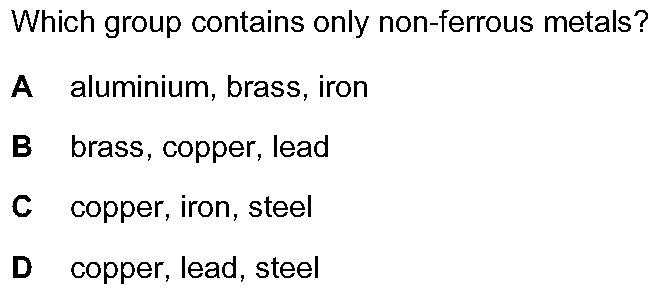 Which group contains only non-ferrous metals?
A aluminium, brass, iron
B brass, copper, lead
C copper, iron, steel
D copper, lead, steel